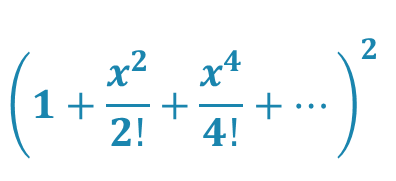 (1 + x²/2! + x⁴/4! + ⋯)²